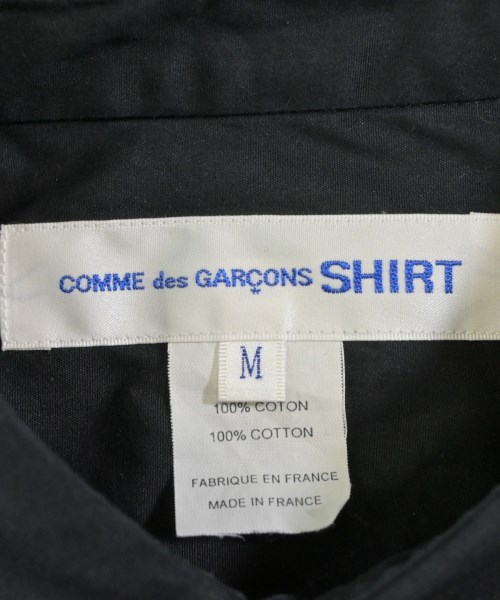 COMME des GARÇONS SHIRT
M
100% COTON
100% COTTON
FABRIQUE EN FRANCE
MADE IN FRANCE